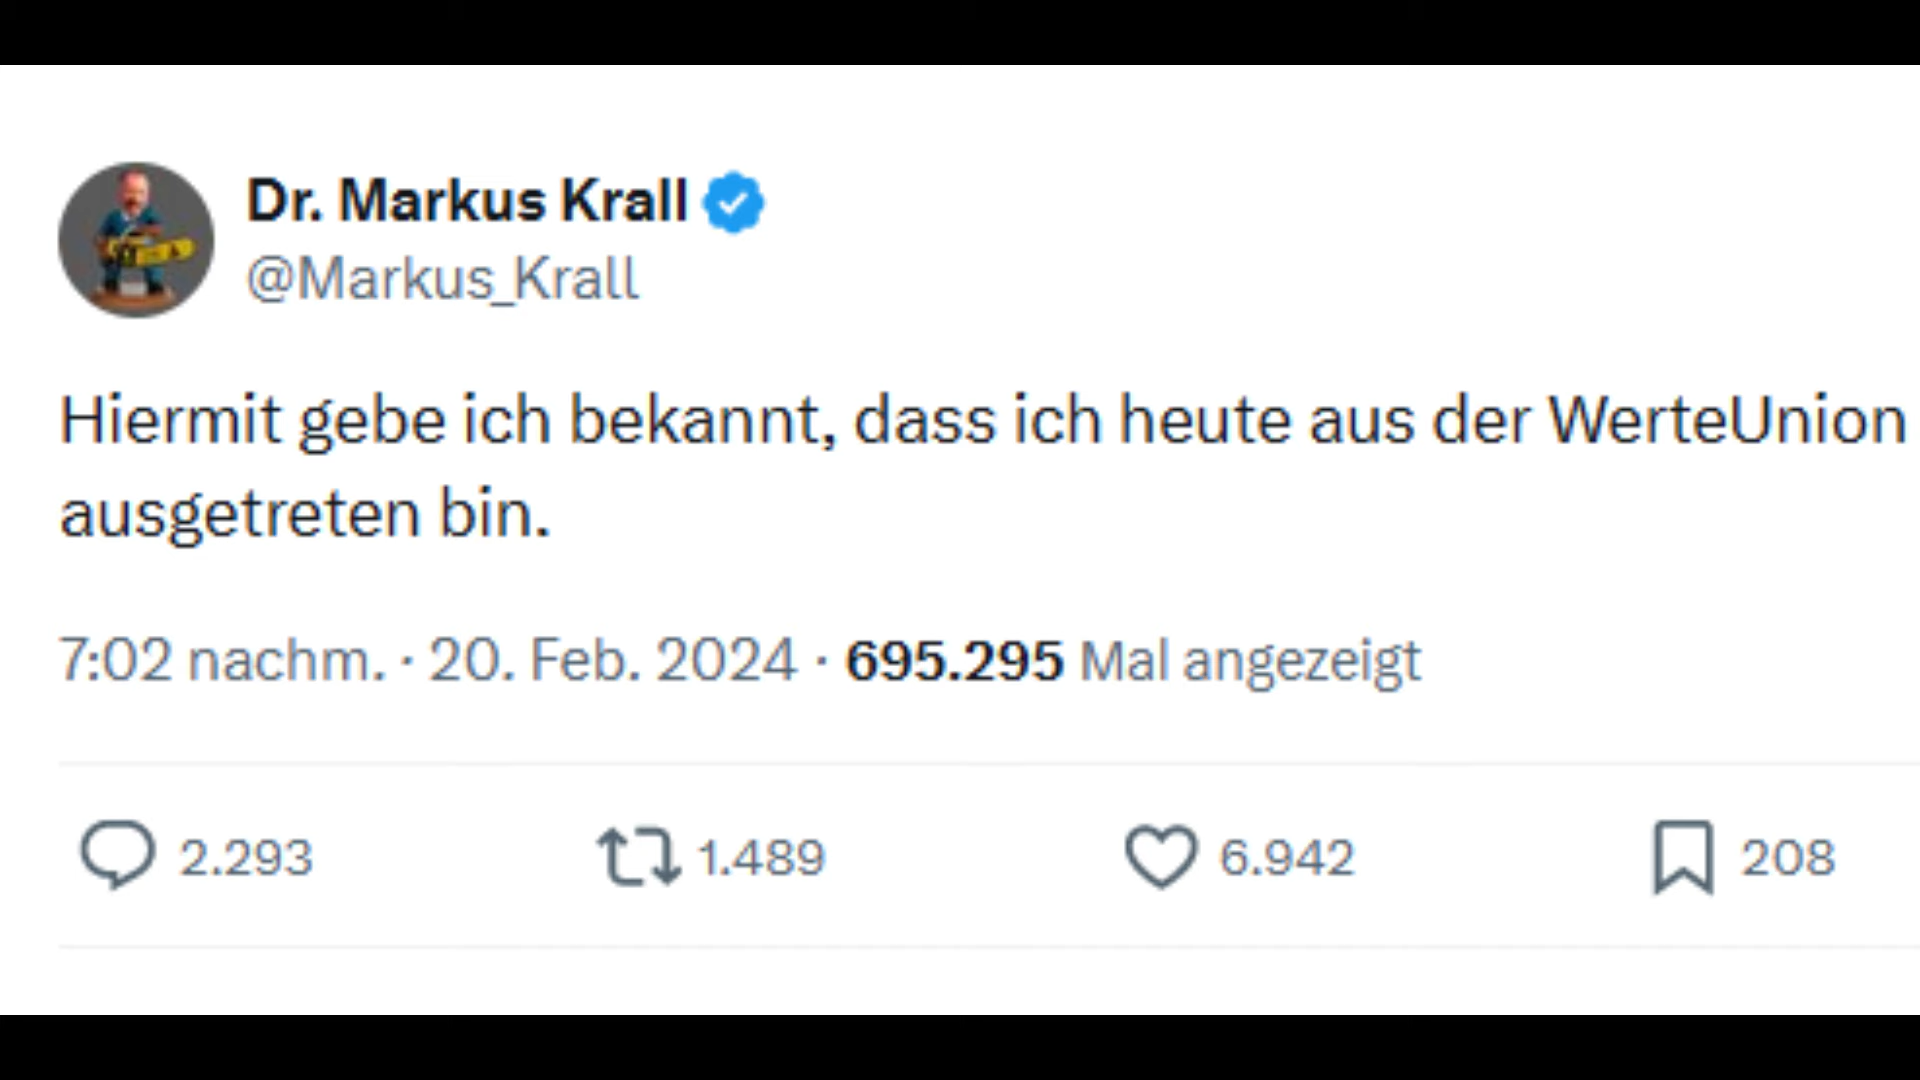 Dr. Markus Krall
@Markus_Krall
Hiermit gebe ich bekannt, dass ich heute aus der WerteUnion
ausgetreten bin.
7:02 nachm. · 20. Feb. 2024 · 695.295 Mal angezeigt
2.293 1.489 6.942 208